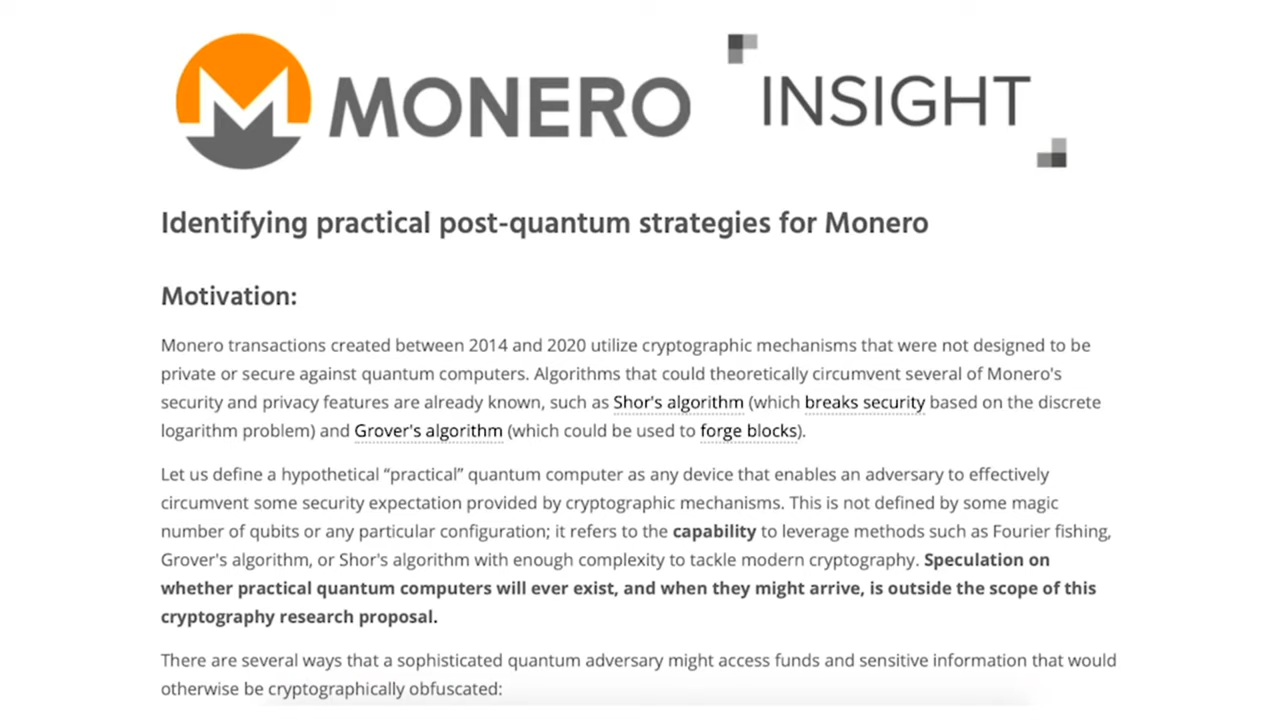 MONERO INSIGHT
Identifying practical post-quantum strategies for Monero
Motivation:
Monero transactions created between 2014 and 2020 utilize cryptographic mechanisms that were not designed to be
private or secure against quantum computers. Algorithms that could theoretically circumvent several of Monero's
security and privacy features are already known, such as Shor's algorithm (which breaks security based on the discrete
logarithm problem) and Grover's algorithm (which could be used to forge blocks).
Let us define a hypothetical “practical” quantum computer as any device that enables an adversary to effectively
circumvent some security expectation provided by cryptographic mechanisms. This is not defined by some magic
number of qubits or any particular configuration; it refers to the capability to leverage methods such as Fourier fishing,
Grover's algorithm, or Shor's algorithm with enough complexity to tackle modern cryptography. Speculation on
whether practical quantum computers will ever exist, and when they might arrive, is outside the scope of this
cryptography research proposal.
There are several ways that a sophisticated quantum adversary might access funds and sensitive information that would
otherwise be cryptographically obfuscated: